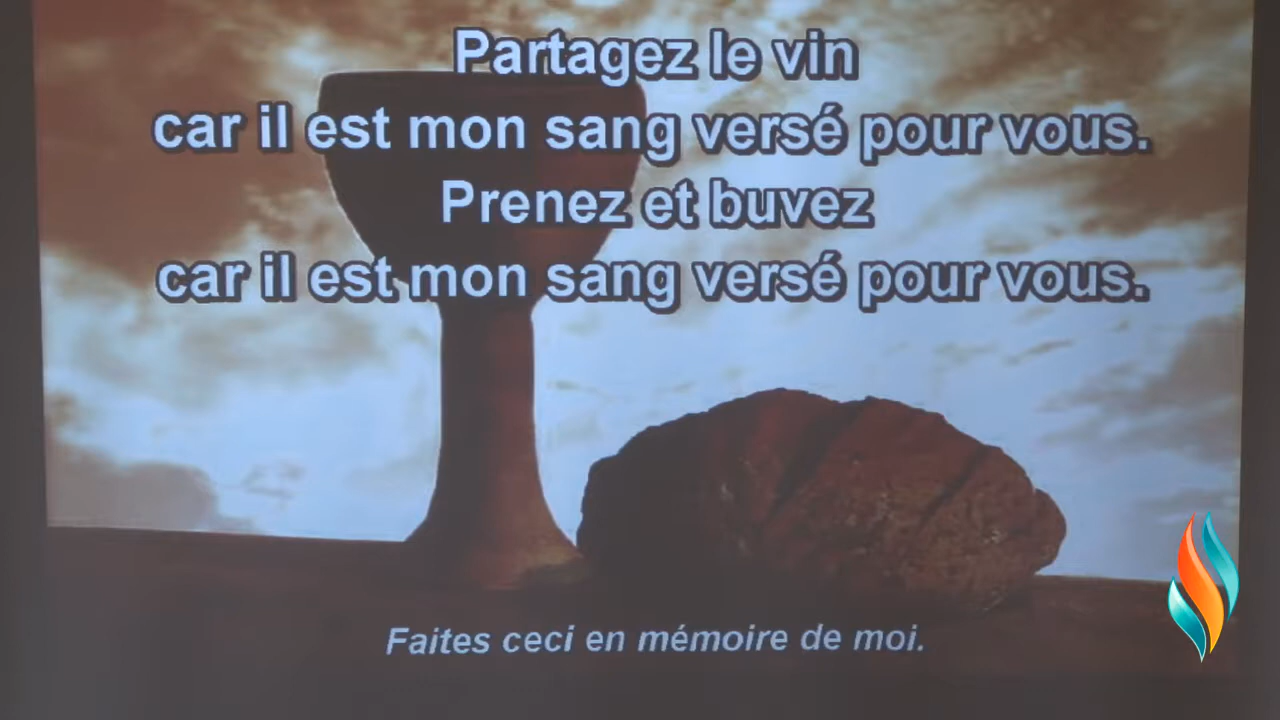 Partagez le vin
car il est mon sang versé pour vous.
Prenez et buvez
car il est mon sang versé pour vous.
Faites ceci en mémoire de moi.